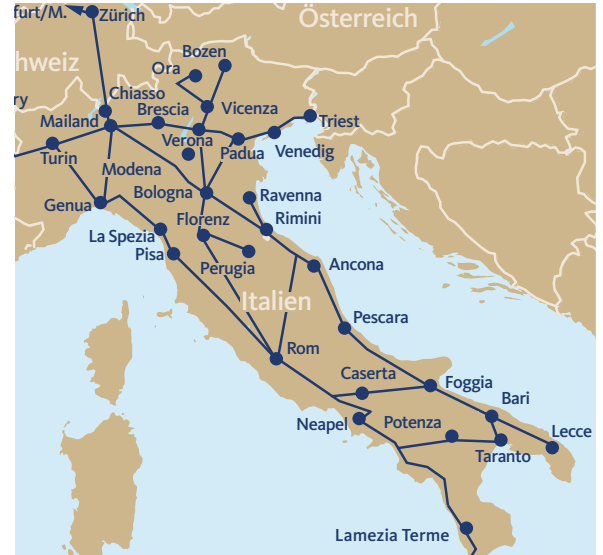 furt/M.
Zürich
Österreich
Bozen
Ora
hweiz
Chiasso
ry
Brescia
Vicenza
Mailand
Triest
Verona
Padua
Venedig
Turin
Modena
Bologna
Ravenna
Genua
Florenz
Rimini
La Spezia
Pisa
Perugia
Ancona
Italien
Pescara
Rom
Caserta
Foggia
Bari
Neapel
Potenza
Lecce
Taranto
Lamezia Terme